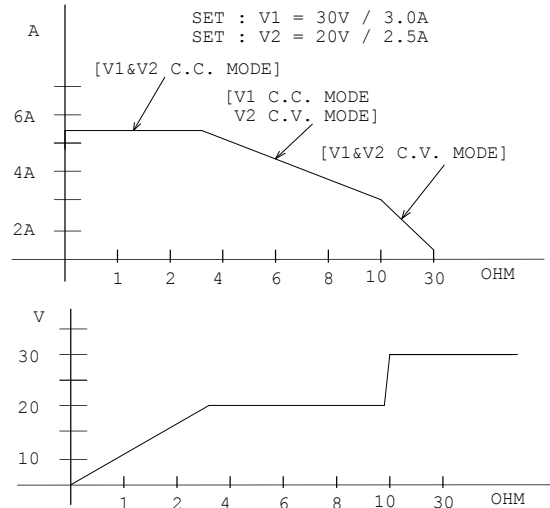 A
SET : V1 = 30V / 3.0A
SET : V2 = 20V / 2.5A
[V1&V2 C.C. MODE]
[V1 C.C. MODE
V2 C.V. MODE]
[V1&V2 C.V. MODE]
6A
4A
2A
1 2 4 6 8 10 30 OHM
V
30
20
10
1 2 4 6 8 10 30 OHM